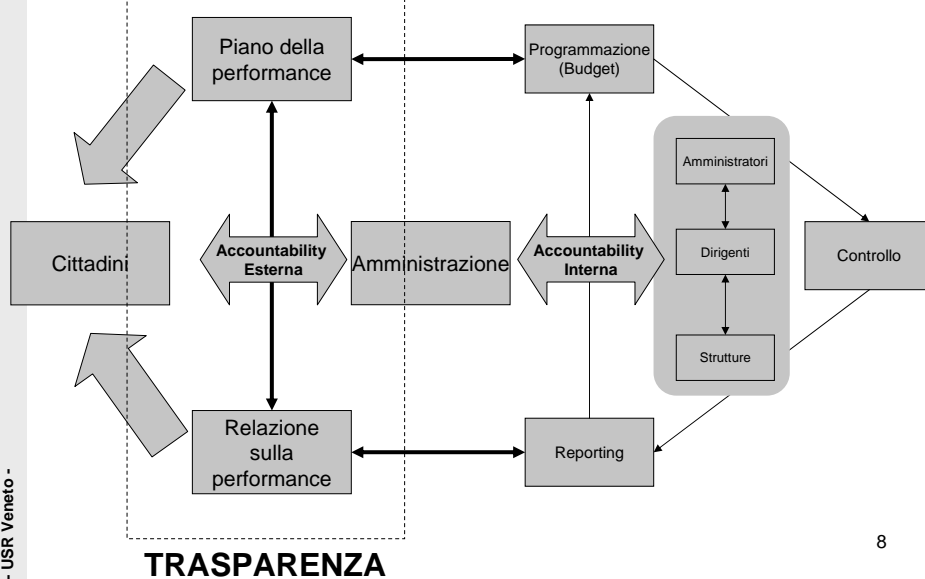 Piano della
performance
Programmazione
(Budget)
Amministratori
Cittadini
Accountability
Esterna
Amministrazione
Accountability
Interna
Dirigenti
Controllo
Strutture
Relazione
sulla
performance
Reporting
TRASPARENZA
- USR Veneto -
8